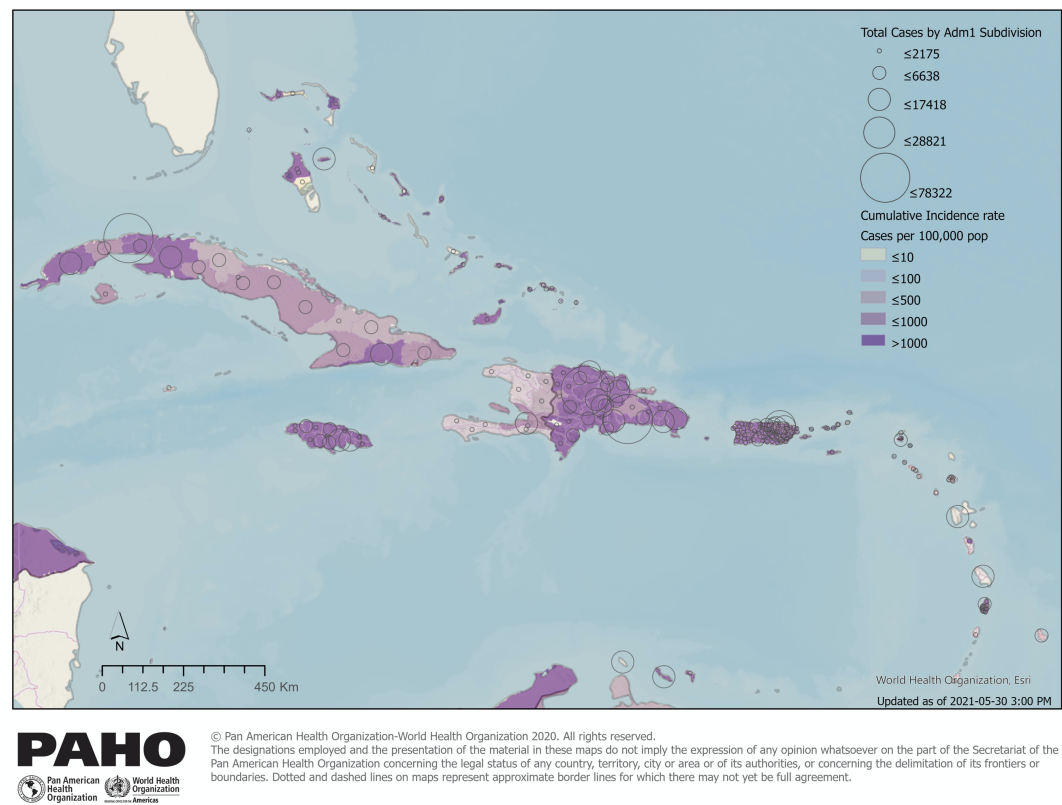 Total Cases by Adm1 Subdivision
≤2175
≤6638
≤17418
≤28821
≤78322
Cumulative Incidence rate
Cases per 100,000 pop
≤10
≤100
≤500
≤1000
>1000
N
0 112.5 225 450 Km
World Health Organization, Esri
Updated as of 2021-05-30 3:00 PM
PAHO
Pan American
Health
Organization
World Health
Organization
Americas
© Pan American Health Organization-World Health Organization 2020. All rights reserved.
The designations employed and the presentation of the material in these maps do not imply the expression of any opinion whatsoever on the part of the Secretariat of the
Pan American Health Organization concerning the legal status of any country, territory, city or area or of its authorities, or concerning the delimitation of its frontiers or
boundaries. Dotted and dashed lines on maps represent approximate border lines for which there may not yet be full agreement.